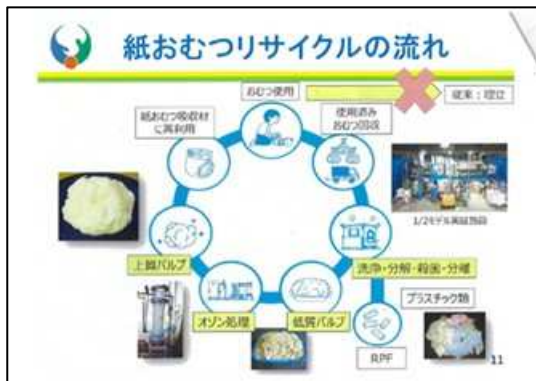 紙おむつリサイクルの流れ
おむつ使用
従来：埋立
紙おむつ吸収材
に再利用
使用済み
おむつ回収
1/2モデル実証施設
上質パルプ
洗浄・分解・殺菌・分離
オゾン処理
低質パルプ
プラスチック類
RPF
11